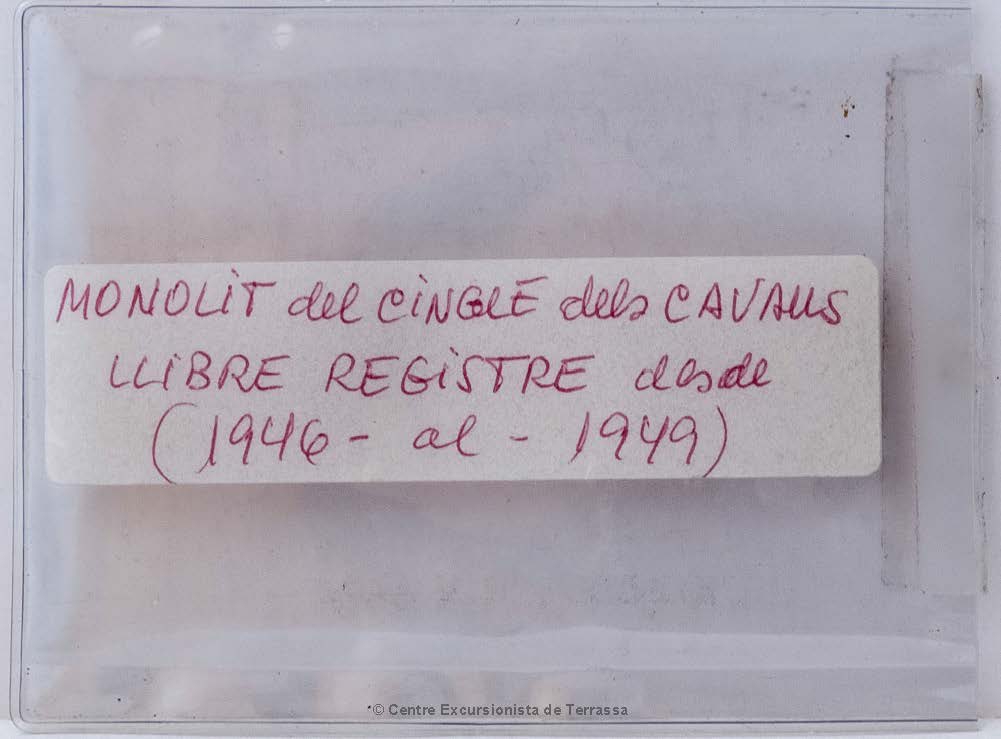 MONOLiT del CiNGLE dels CAVALLS
LLiBRE REGiSTRE desde
(1946 - al - 1949)
© Centre Excursionista de Terrassa